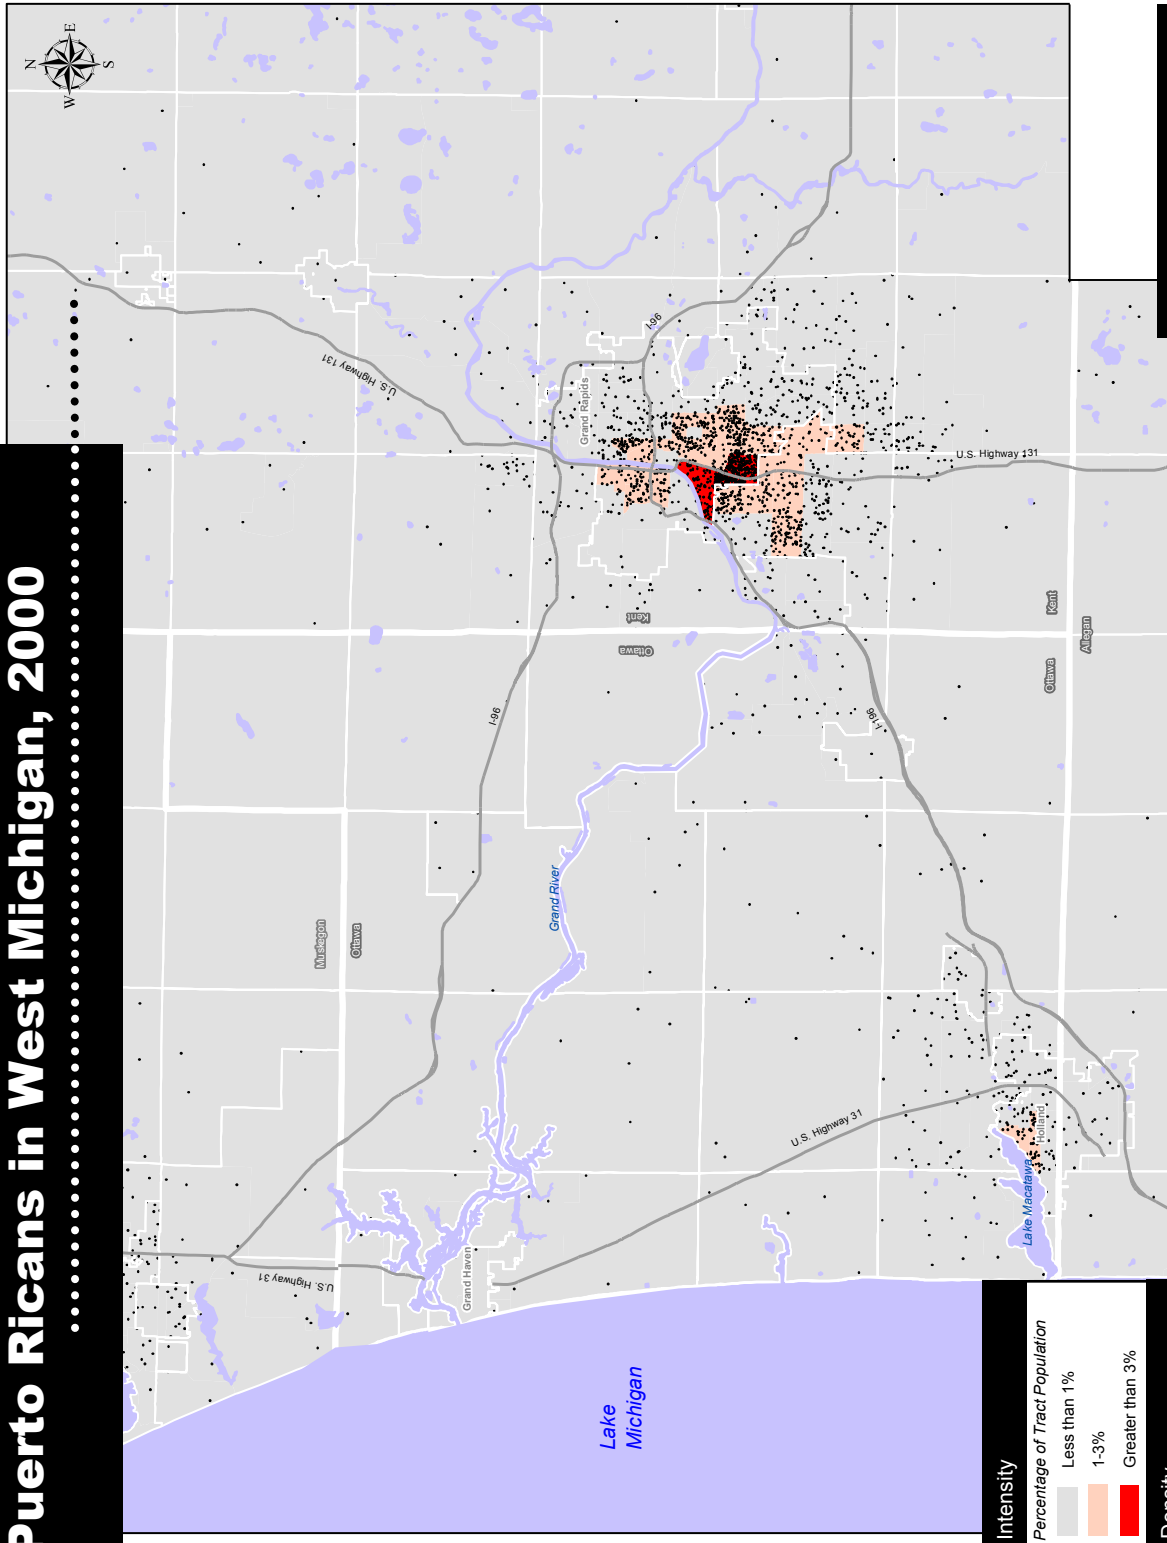 Puerto Ricans in West Michigan, 2000
N
W
E
S
U.S. Highway 131
I-96
Grand Rapids
U.S. Highway 131
Kent
Ottawa
I-96
Kent
Ottawa
Allegan
I-196
Grand River
Muskegon
Ottawa
U.S. Highway 31
U.S. Highway 31
Grand Haven
Holland
Lake Macatawa
Lake
Michigan
Intensity
Percentage of Tract Population
Less than 1%
1-3%
Greater than 3%
Density